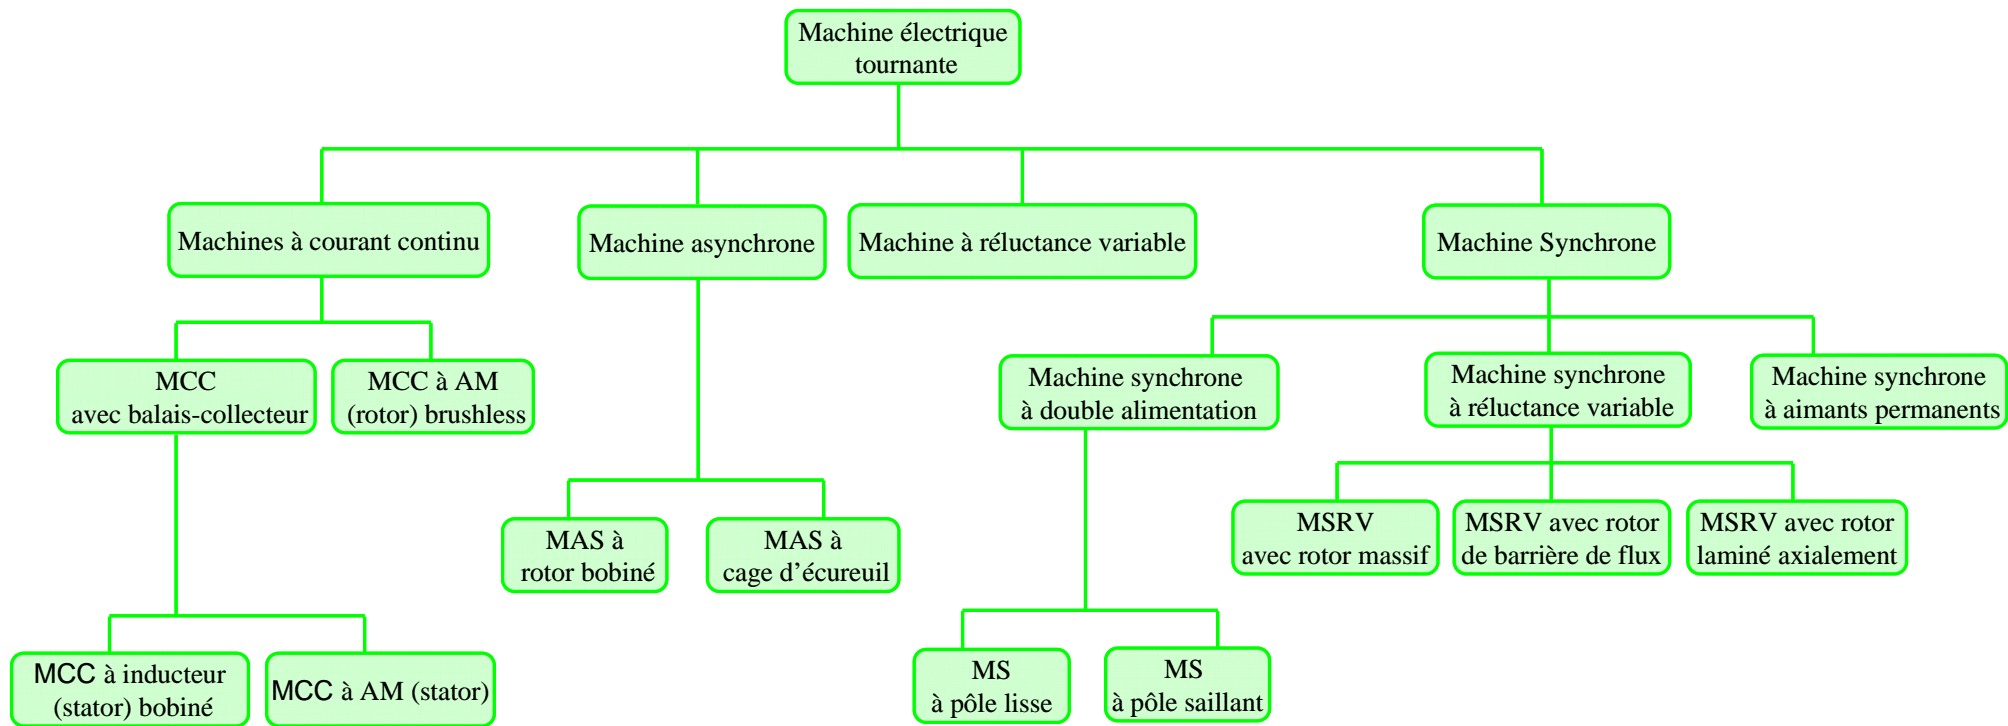 Machine électrique
tournante
Machines à courant continu
Machine asynchrone
Machine à réluctance variable
Machine Synchrone
MCC
avec balais-collecteur
MCC à AM
(rotor) brushless
Machine synchrone
à double alimentation
Machine synchrone
à réluctance variable
Machine synchrone
à aimants permanents
MAS à
rotor bobiné
MAS à
cage d'écureuil
MSRV
avec rotor massif
MSRV avec rotor
de barrière de flux
MSRV avec rotor
laminé axialement
MCC à inducteur
(stator) bobiné
MCC à AM (stator)
MS
à pôle lisse
MS
à pôle saillant